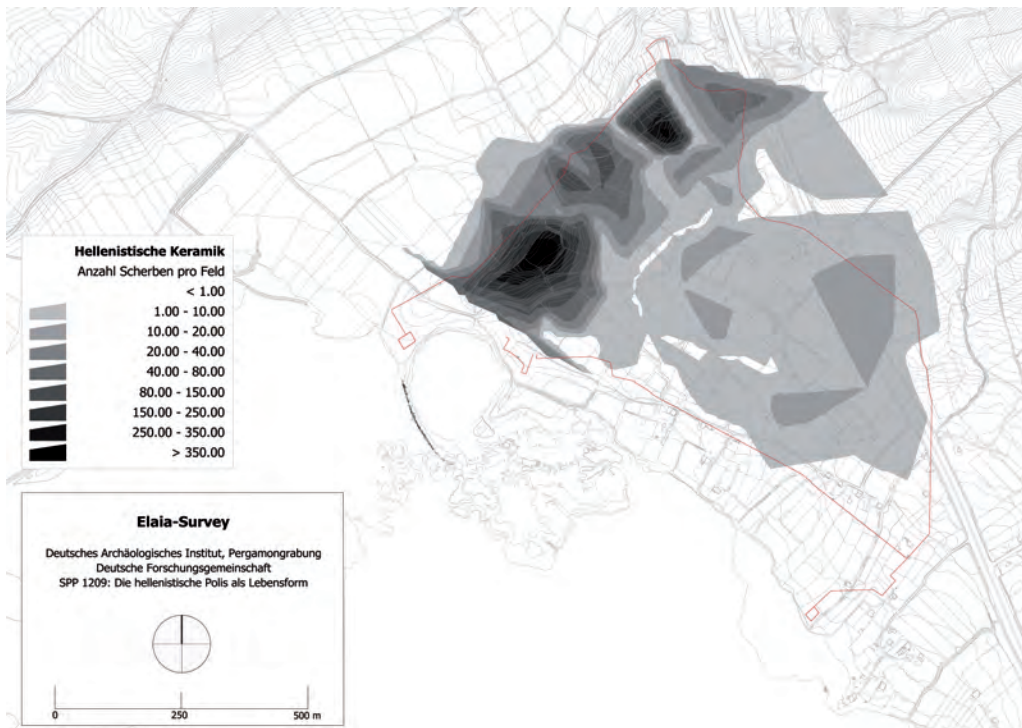 Hellenistische Keramik
Anzahl Scherben pro Feld
< 1.00
1.00 - 10.00
10.00 - 20.00
20.00 - 40.00
40.00 - 80.00
80.00 - 150.00
150.00 - 250.00
250.00 - 350.00
> 350.00
Elaia-Survey
Deutsches Archäologisches Institut, Pergamongrabung
Deutsche Forschungsgemeinschaft
SPP 1209: Die hellenistische Polis als Lebensform
0 250 500 m